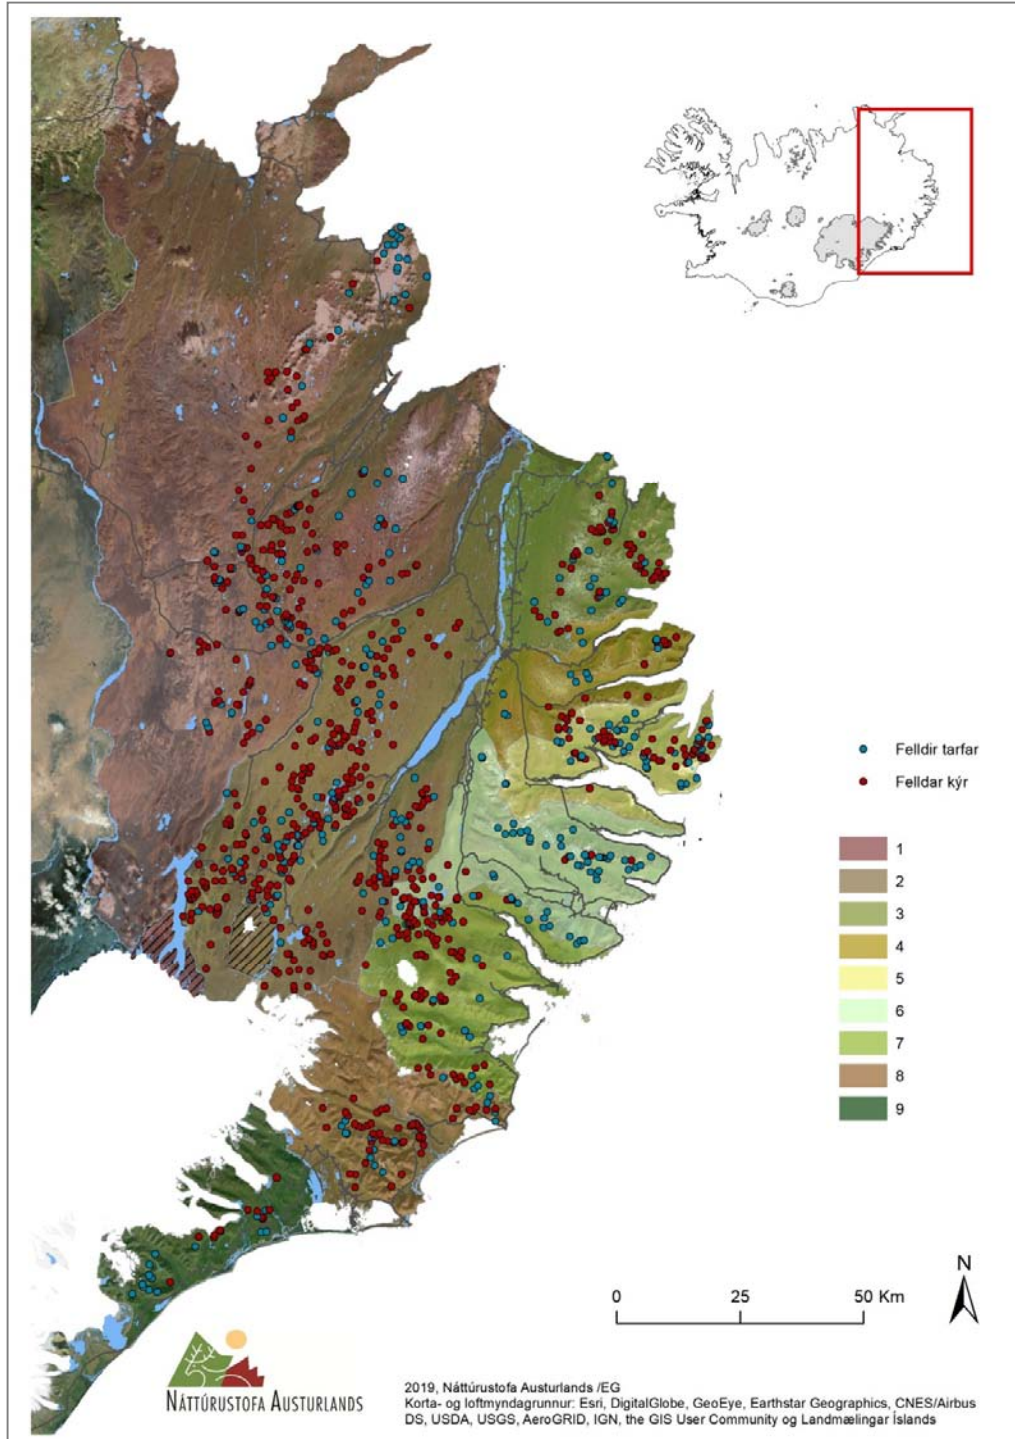 Felldir tarfar
Felldar kýr
1
2
3
4
5
6
7
8
9
N
0 25 50 Km
NÁTTÚRUSTOFA AUSTURLANDS
2019, Náttúrustofa Austurlands /EG
Korta- og loftmyndagrunnur: Esri, DigitalGlobe, GeoEye, Earthstar Geographics, CNES/Airbus
DS, USDA, USGS, AeroGRID, IGN, the GIS User Community og Landmælingar Íslands